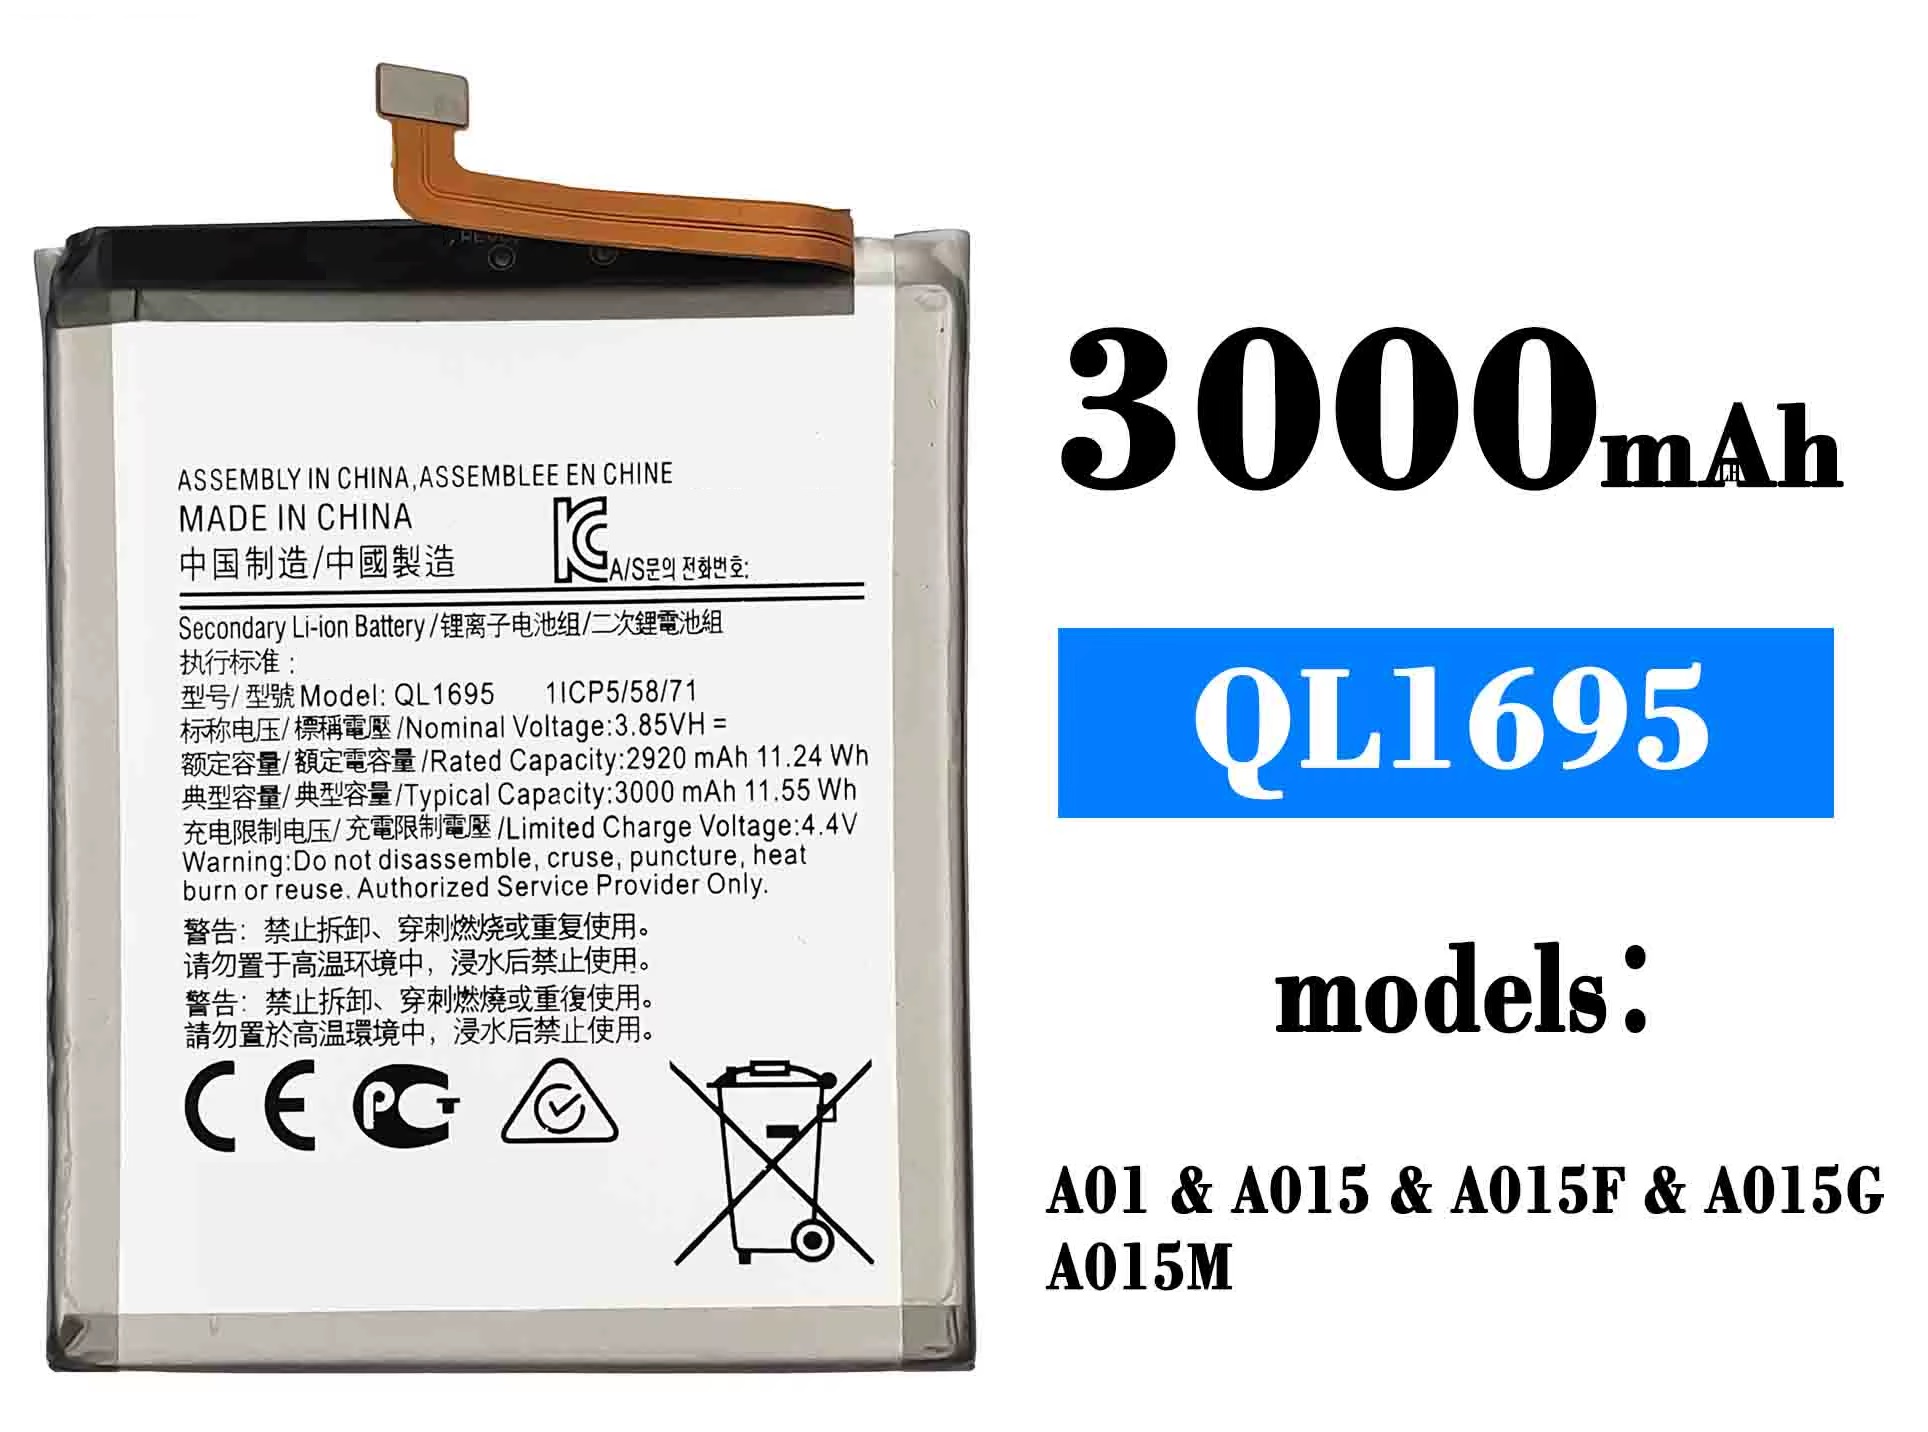 ASSEMBLY IN CHINA,ASSEMBLEE EN CHINE
MADE IN CHINA
中国制造/中國製造
A/S문의 전화번호:
Secondary Li-ion Battery/锂离子电池组/二次鋰電池組
执行标准：
型号/型號Model: QL1695 1ICP5/58/71
标称电压/標稱電壓/Nominal Voltage:3.85VH =
额定容量/額定電容量/Rated Capacity:2920 mAh 11.24 Wh
典型容量/典型容量/Typical Capacity:3000 mAh 11.55 Wh
充电限制电压/充電限制電壓/Limited Charge Voltage:4.4V
Warning:Do not disassemble, cruse, puncture, heat
burn or reuse. Authorized Service Provider Only.
警告：禁止拆卸、穿刺燃烧或重复使用。
请勿置于高温环境中，浸水后禁止使用。
警告：禁止拆卸、穿刺燃燒或重復使用。
請勿置於高溫環境中，浸水后禁止使用。
CE
3000mAh
QL1695
models：
A01 & A015 & A015F & A015G
A015M